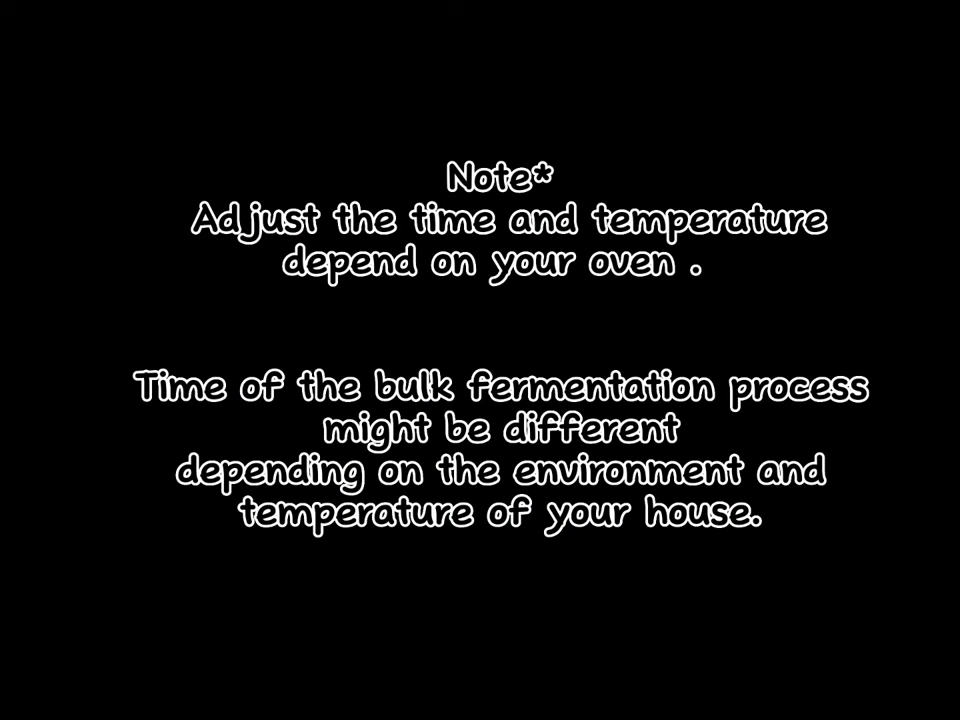 Note*
Adjust the time and temperature
depend on your oven .
Time of the bulk fermentation process
might be different
depending on the environment and
temperature of your house.